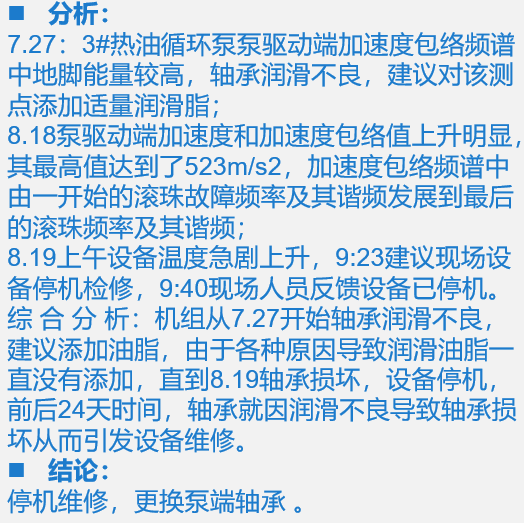 ■ 分析：
7.27：3#热油循环泵泵驱动端加速度包络频谱
中地脚能量较高，轴承润滑不良，建议对该测
点添加适量润滑脂；
8.18泵驱动端加速度和加速度包络值上升明显，
其最高值达到了523m/s2，加速度包络频谱中
由一开始的滚珠故障频率及其谐频发展到最后
的滚珠频率及其谐频；
8.19上午设备温度急剧上升，9:23建议现场设
备停机检修，9:40现场人员反馈设备已停机。
综 合 分 析：机组从7.27开始轴承润滑不良，
建议添加油脂，由于各种原因导致润滑油脂一
直没有添加，直到8.19轴承损坏，设备停机，
前后24天时间，轴承就因润滑不良导致轴承损
坏从而引发设备维修。
■ 结论：
停机维修，更换泵端轴承 。